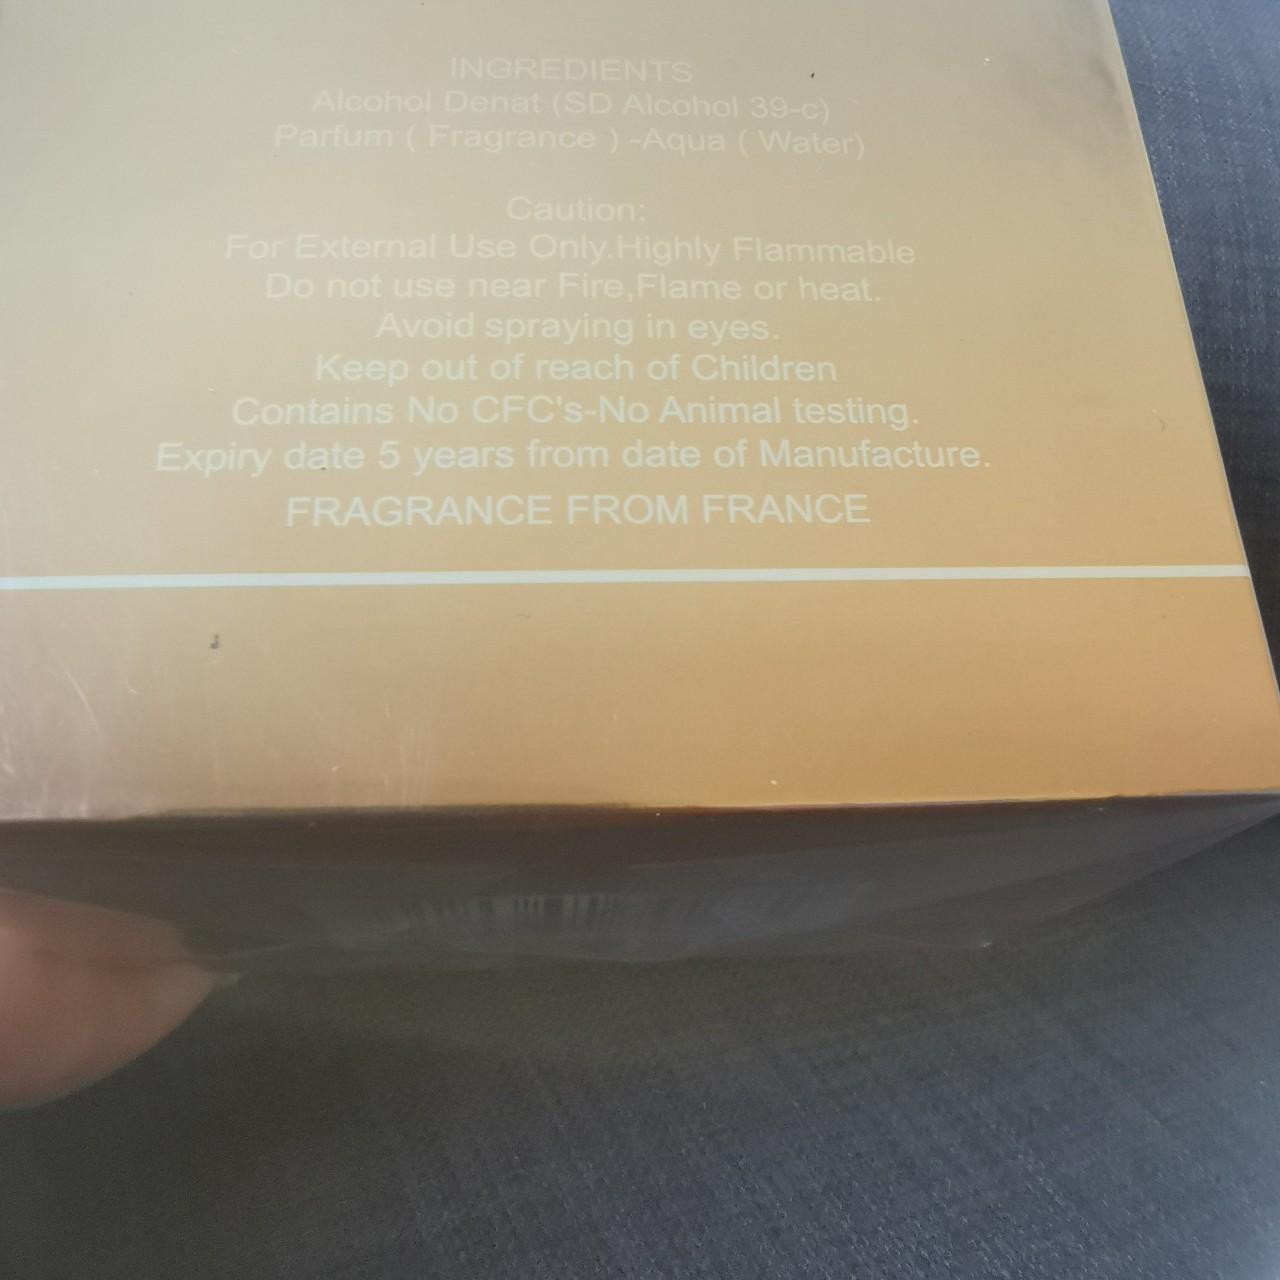 INGREDIENTS
Alcohol Denat (SD Alcohol 39-c)
Parfum ( Fragrance ) -Aqua ( Water)
Caution:
For External Use Only.Highly Flammable
Do not use near Fire,Flame or heat.
Avoid spraying in eyes.
Keep out of reach of Children
Contains No CFC's-No Animal testing.
Expiry date 5 years from date of Manufacture.
FRAGRANCE FROM FRANCE